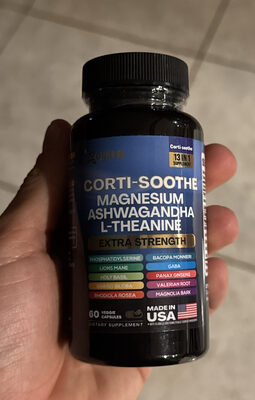 Corti-soothe
13 IN 1
SUPPLEMENT
CORTI-SOOTHE
MAGNESIUM
ASHWAGANDHA
L-THEANINE
EXTRA STRENGTH
PHOSPHATIDYLSERINE
BACOPA MONNIERI
LIONS MANE
GABA
HOLY BASIL
PANAX GINSENG
VALERIAN ROOT
RHODIOLA ROSEA
MAGNOLIA BARK
60 VEGGIE
CAPSULES
DIETARY SUPPLEMENT
MADE IN
USA